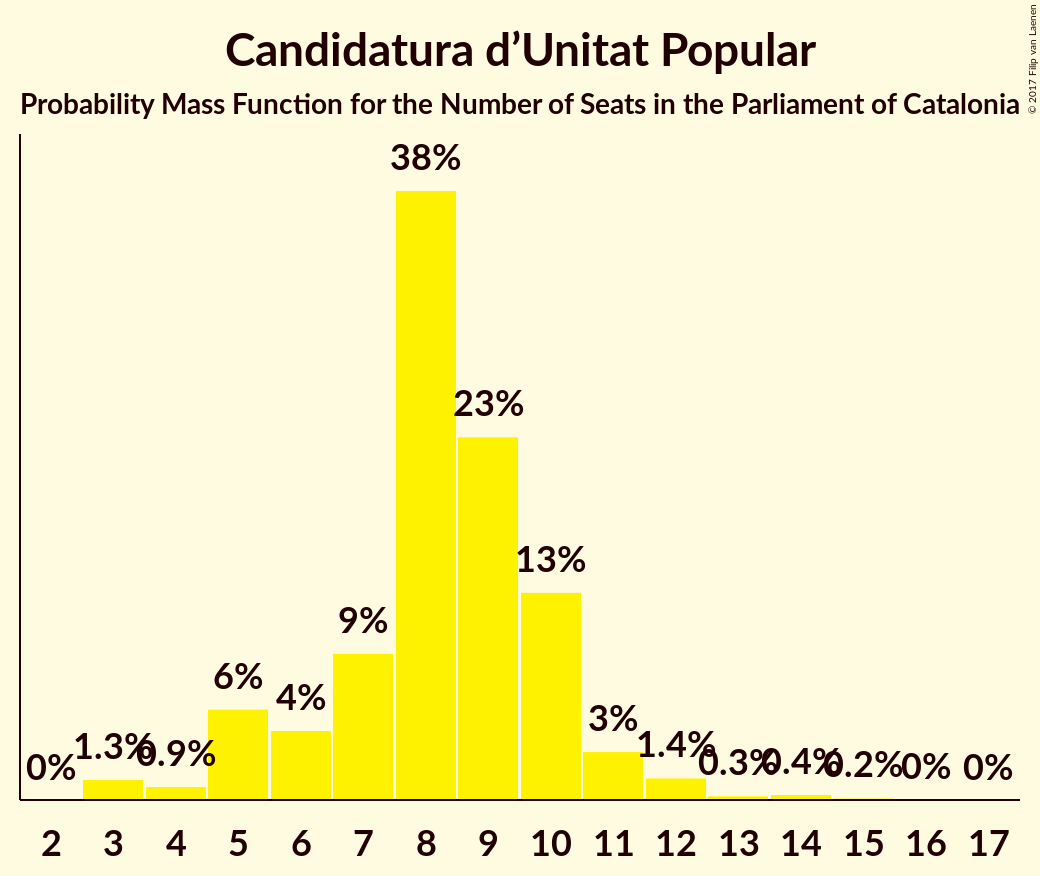 Candidatura d’Unitat Popular
Probability Mass Function for the Number of Seats in the Parliament of Catalonia
© 2017 Filip van Laenen
0% 1.3% 0.9% 6% 4% 9% 38% 23% 13% 3% 1.4% 0.3% 0.4% 0.2% 0% 0%
2 3 4 5 6 7 8 9 10 11 12 13 14 15 16 17